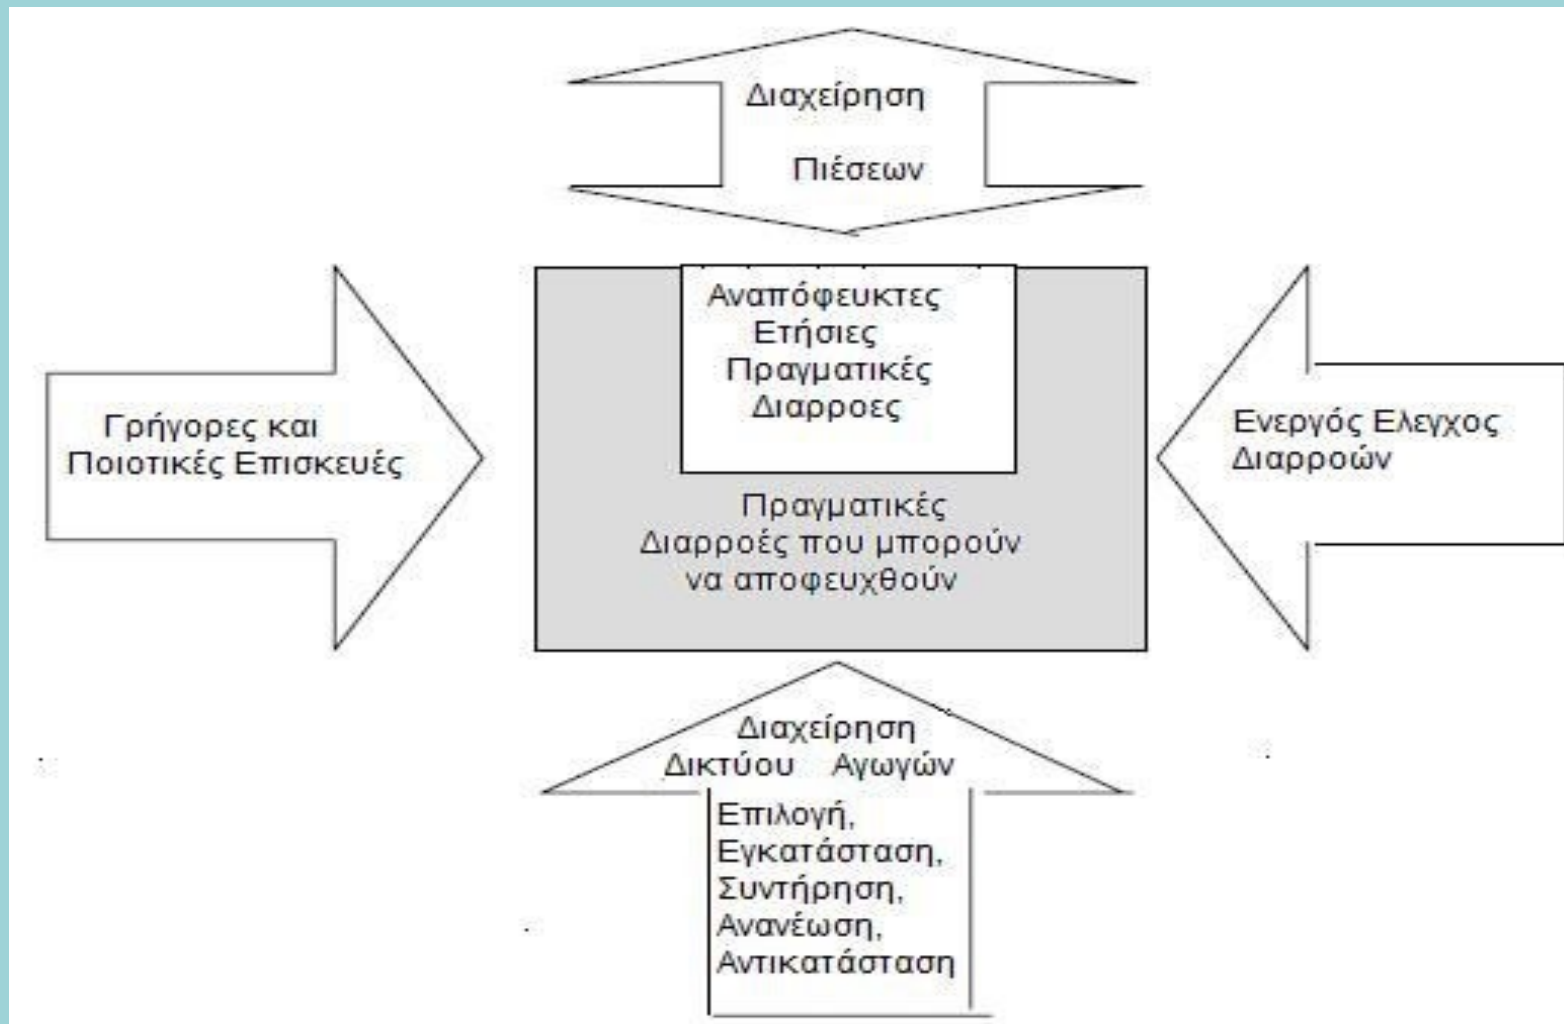 Διαχείρηση
Πιέσεων
Αναπόφευκτες
Ετήσιες
Πραγματικές
Διαρροες
Γρήγορες και
Ποιοτικές Επισκευές
Ενεργός Ελεγχος
Διαρροών
Πραγματικές
Διαρροές που μπορούν
να αποφευχθούν
Διαχείρηση
Δικτύου Αγωγών
Επιλογή,
Εγκατάσταση,
Συντήρηση,
Ανανέωση,
Αντικατάσταση